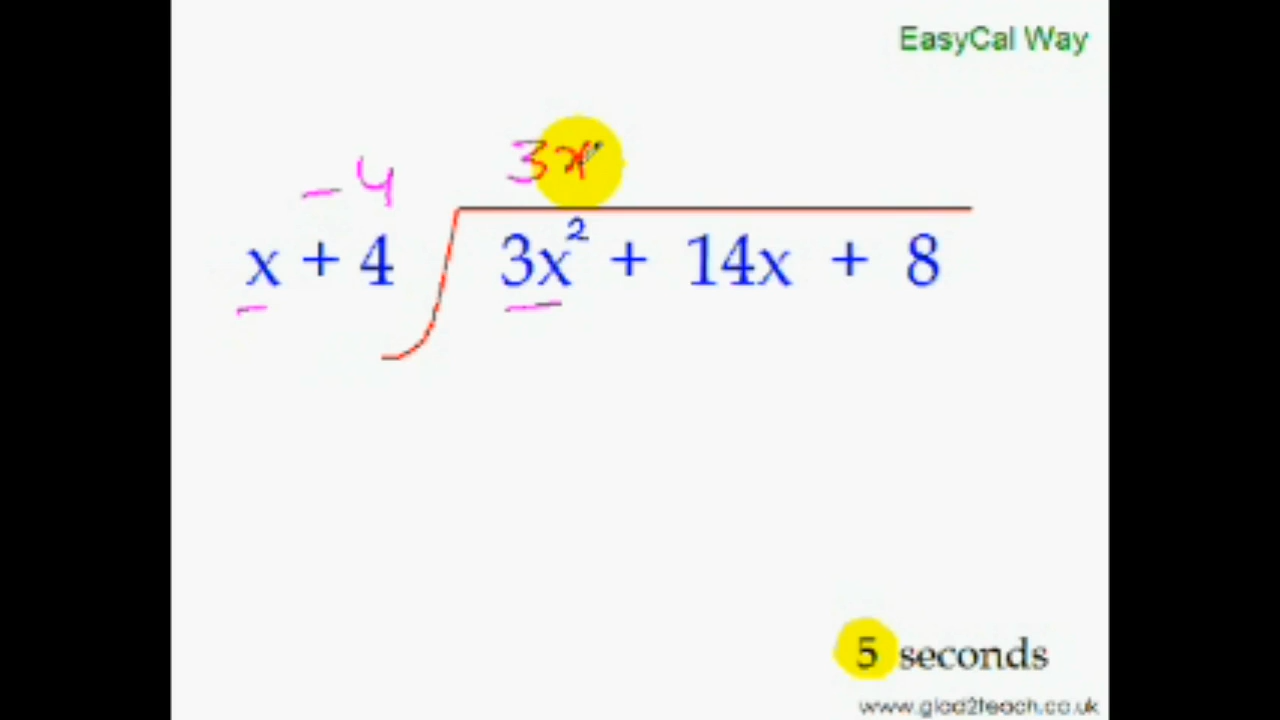 EasyCal Way
-4 3x
x + 4 3x² + 14x + 8
5 seconds
www.glad2teach.co.uk